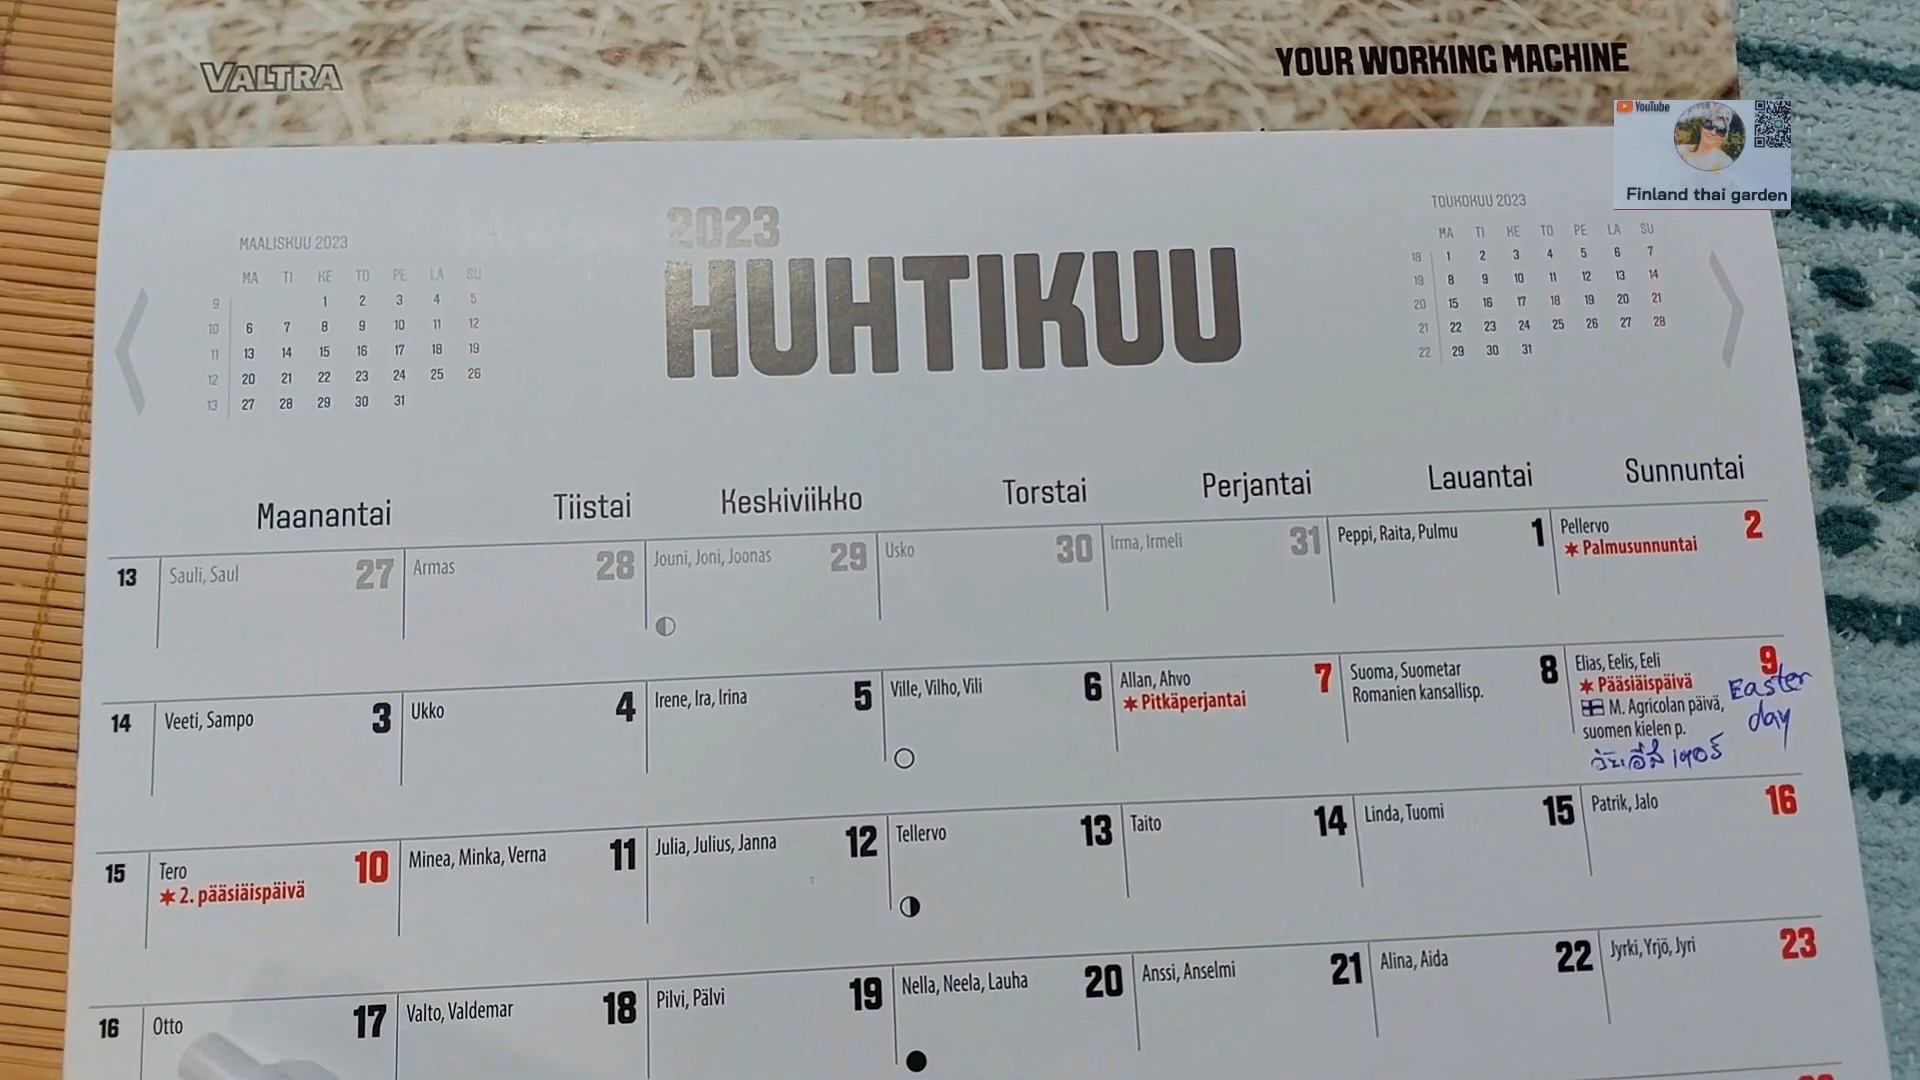 VALTRA
YOUR WORKING MACHINE
YouTube
Finland thai garden
MAALISKUU 2023
MA TI KE TO PE LA SU
9 1 2 3 4 5
10 6 7 8 9 10 11 12
11 13 14 15 16 17 18 19
12 20 21 22 23 24 25 26
13 27 28 29 30 31
2023
HUHTIKUU
TOUKOKUU 2023
MA TI KE TO PE LA SU
18 1 2 3 4 5 6 7
19 8 9 10 11 12 13 14
20 15 16 17 18 19 20 21
21 22 23 24 25 26 27 28
22 29 30 31
Maanantai Tiistai Keskiviikko Torstai Perjantai Lauantai Sunnuntai
13
Sauli, Saul 27
Armas 28
Jouni, Joni, Joonas 29
Usko 30
Irma, Irmeli 31
Peppi, Raita, Pulmu 1
Pellervo 2
Palmusunnuntai
14
Veeti, Sampo 3
Ukko 4
Irene, Ira, Irina 5
Ville, Vilho, Vili 6
Allan, Ahvo 7
Pitkäperjantai
Suoma, Suometar 8
Romanien kansallisp.
Elias, Eelis, Eeli 9
Pääsiäispäivä
M. Agricolan päivä,
suomen kielen p.
Easter
day
15
Tero 10
2. pääsiäispäivä
Minea, Minka, Verna 11
Julia, Julius, Janna 12
Tellervo 13
Taito 14
Linda, Tuomi 15
Patrik, Jalo 16
16
Otto 17
Valto, Valdemar 18
Pilvi, Pälvi 19
Nella, Neela, Lauha 20
Anssi, Anselmi 21
Alina, Aida 22
Jyrki, Yrjö, Jyri 23